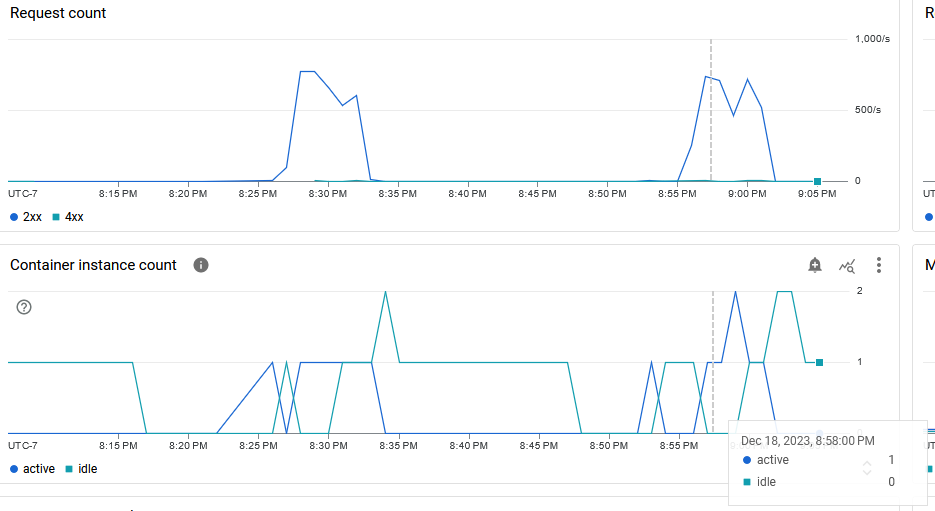 Request count
R
1,000/s
500/s
0
UTC-7 8:15 PM 8:20 PM 8:25 PM 8:30 PM 8:35 PM 8:40 PM 8:45 PM 8:50 PM 8:55 PM 9:00 PM 9:05 PM
UT
2xx 4xx
Container instance count
M
2
1
UTC-7 8:15 PM 8:20 PM 8:25 PM 8:30 PM 8:35 PM 8:40 PM 8:45 PM 8:50 PM 8:55 PM
active idle
Dec 18, 2023, 8:58:00 PM
active 1
idle 0